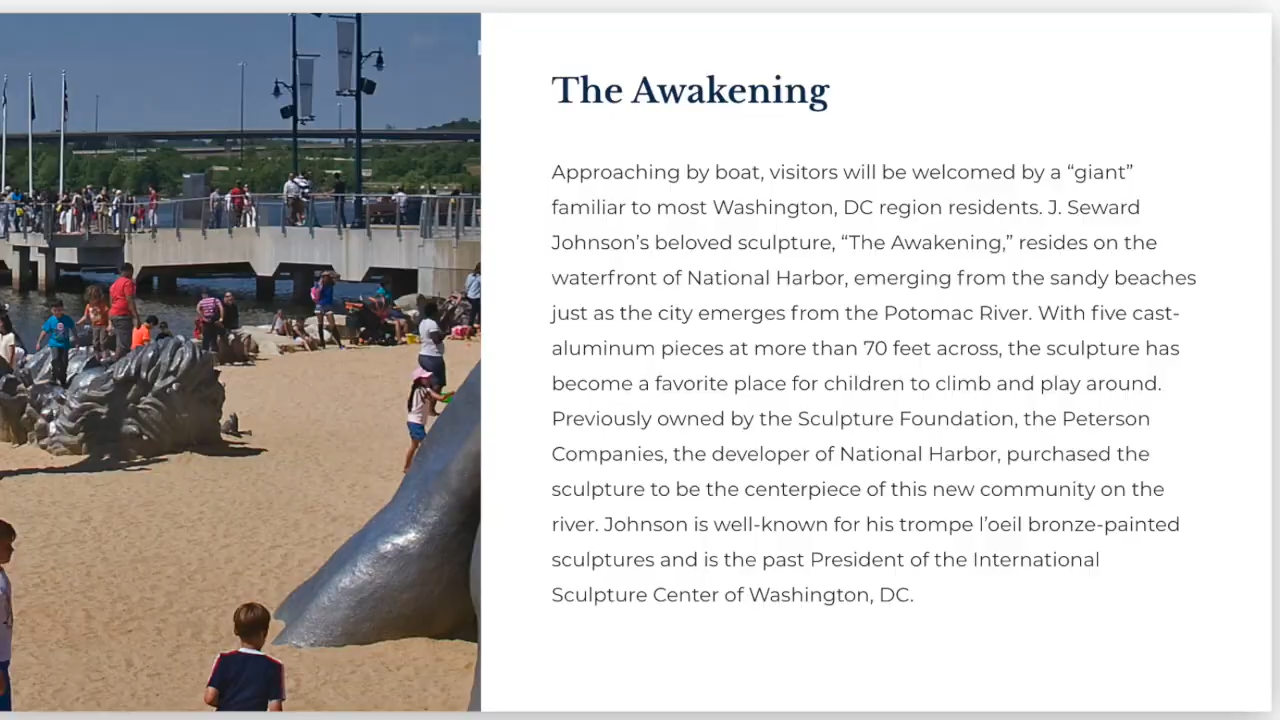 The Awakening
Approaching by boat, visitors will be welcomed by a “giant”
familiar to most Washington, DC region residents. J. Seward
Johnson’s beloved sculpture, “The Awakening,” resides on the
waterfront of National Harbor, emerging from the sandy beaches
just as the city emerges from the Potomac River. With five cast-
aluminum pieces at more than 70 feet across, the sculpture has
become a favorite place for children to climb and play around.
Previously owned by the Sculpture Foundation, the Peterson
Companies, the developer of National Harbor, purchased the
sculpture to be the centerpiece of this new community on the
river. Johnson is well-known for his trompe l’oeil bronze-painted
sculptures and is the past President of the International
Sculpture Center of Washington, DC.